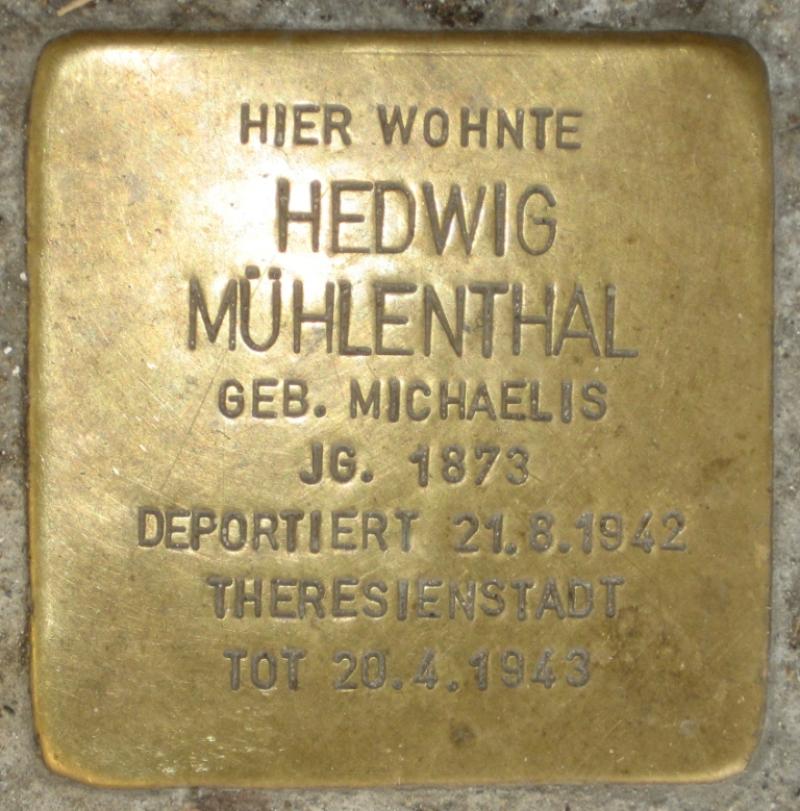 HIER WOHNTE
HEDWIG
MÜHLENTHAL
GEB. MICHAELIS
JG. 1873
DEPORTIERT 21.8.1942
THERESIENSTADT
TOT 20.4.1943